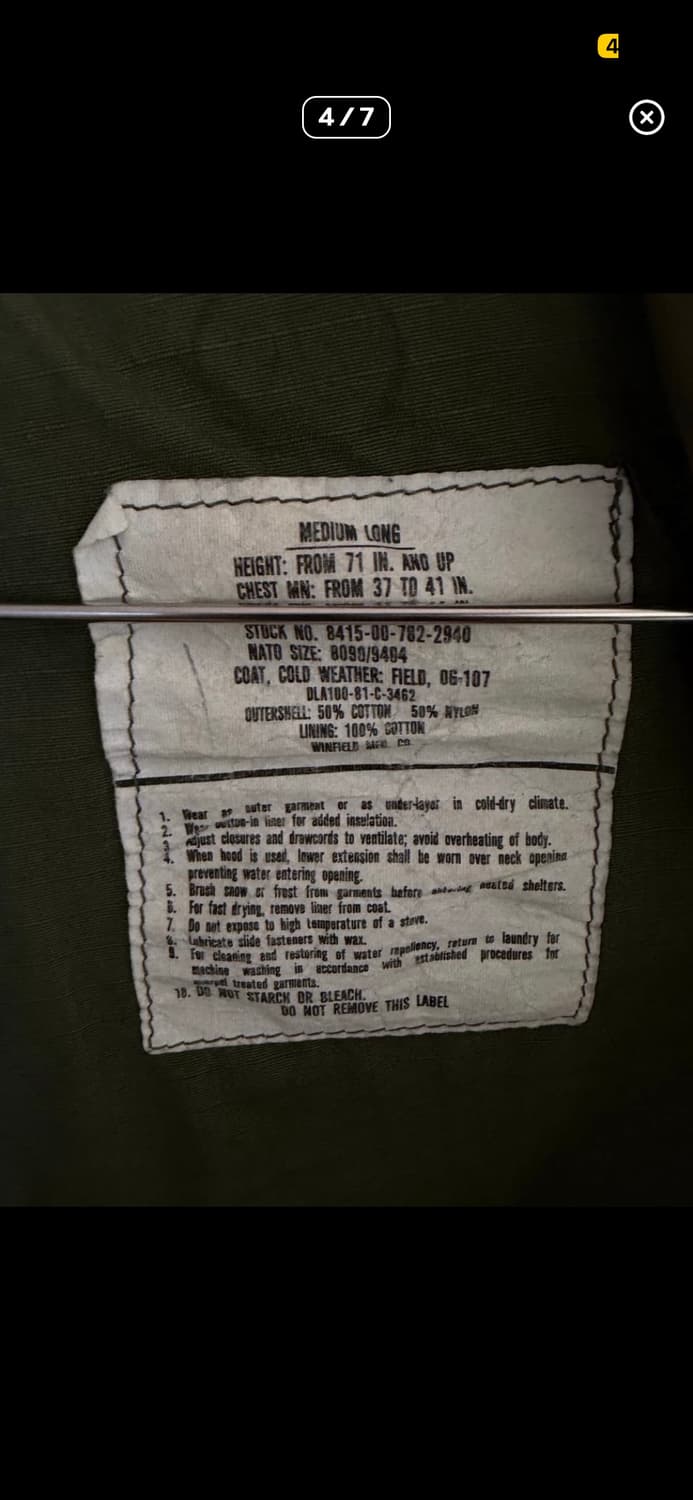 4
4/7
MEDIUM LONG
HEIGHT: FROM 71 IN. AND UP
CHEST MN: FROM 37 TO 41 IN.
STOCK NO. 8415-00-782-2940
NATO SIZE: 8090/9404
COAT, COLD WEATHER: FIELD, OG-107
DLA100-81-C-3462
OUTERSHELL: 50% COTTON 50% NYLON
LINING: 100% COTTON
WINFIELD MFG. CO.
1. Wear as outer garment or as under-layer in cold-dry climate.
2. Wear button-in liner for added insulation.
3. Adjust closures and drawcords to ventilate; avoid overheating of body.
4. When hood is used, lower extension shall be worn over neck opening
preventing water entering opening.
5. Brush snow or frost from garments before entering heated shelters.
6. For fast drying, remove liner from coat.
7. Do not expose to high temperature of a stove.
8. Lubricate slide fasteners with wax.
9. For cleaning and restoring of water repellency, return to laundry for
machine washing in accordance with established procedures for
treated garments.
10. DO NOT STARCH OR BLEACH.
DO NOT REMOVE THIS LABEL